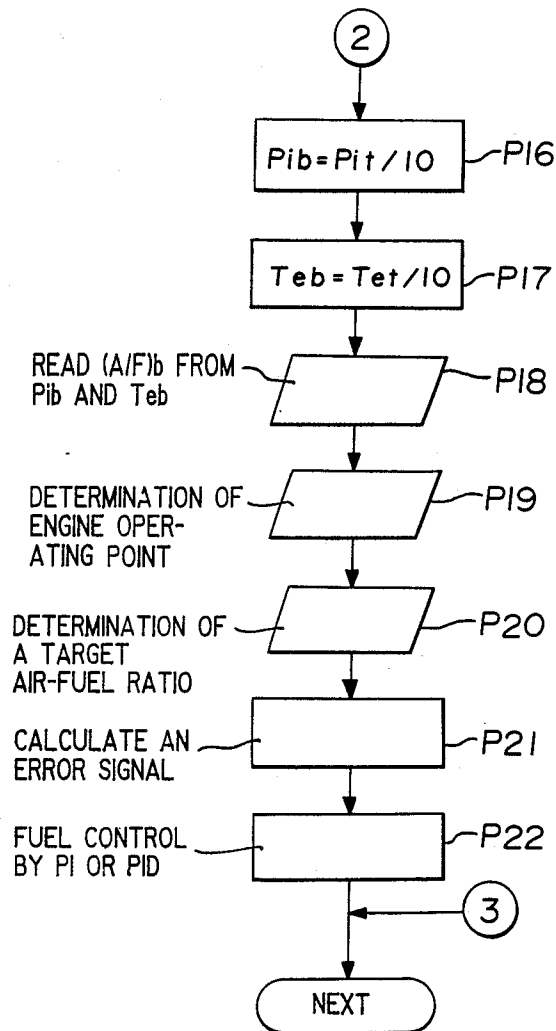 2
Pib=Pit/10
P16
Teb=Tet/10
P17
READ (A/F)b FROM
Pib AND Teb
P18
DETERMINATION OF
ENGINE OPER-
ATING POINT
P19
DETERMINATION OF
A TARGET
AIR-FUEL RATIO
P20
CALCULATE AN
ERROR SIGNAL
P21
FUEL CONTROL
BY PI OR PID
P22
3
NEXT